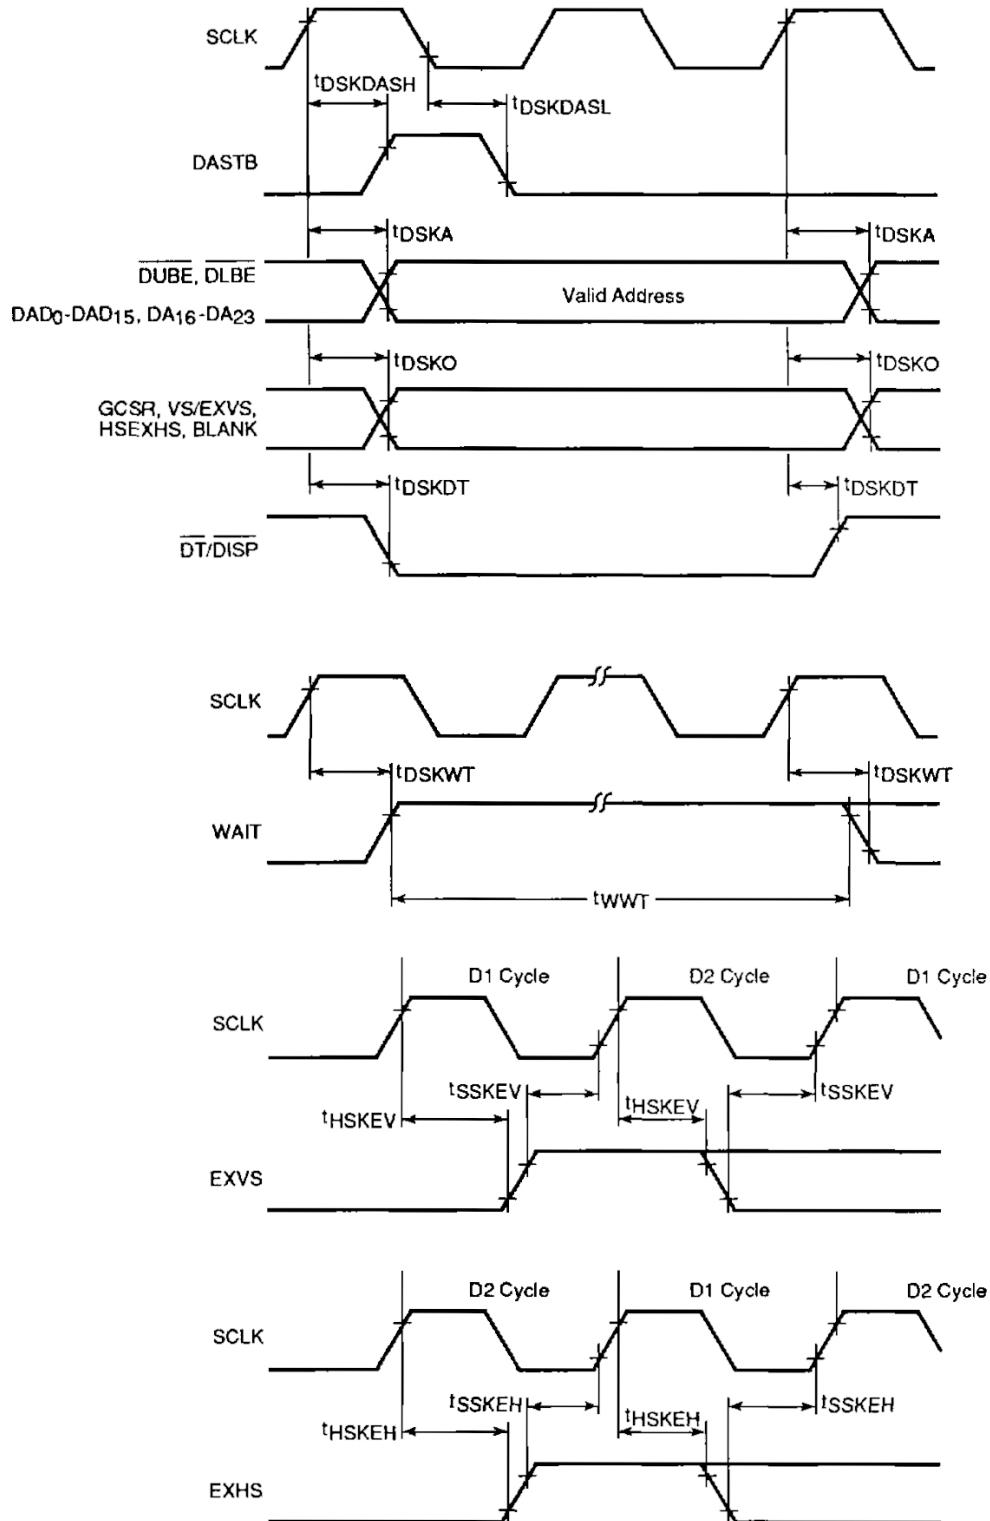 SCLK
tDSKDASH
tDSKDASL
DASTB
tDSKA
tDSKA
DUBE, DLBE
Valid Address
DAD0-DAD15, DA16-DA23
tDSKO
tDSKO
GCSR, VS/EXVS,
HSEXHS, BLANK
tDSKDT
tDSKDT
DT/DISP
SCLK
tDSKWT
tDSKWT
WAIT
tWWT
D1 Cycle
D2 Cycle
D1 Cycle
SCLK
tSSKEV
tSSKEV
tHSKEV
tHSKEV
EXVS
D2 Cycle
D1 Cycle
D2 Cycle
SCLK
tSSKEH
tSSKEH
tHSKEH
tHSKEH
EXHS